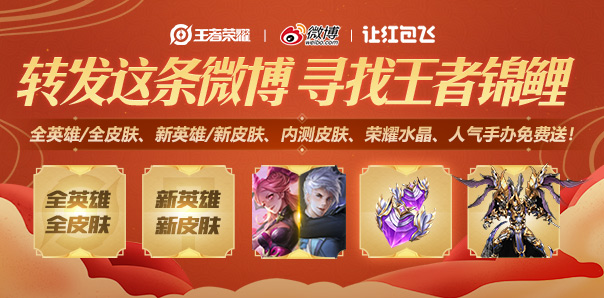 王者荣耀 微博 weibo.com 让红包飞
转发这条微博 寻找王者锦鲤
全英雄/全皮肤、新英雄/新皮肤、内测皮肤、荣耀水晶、人气手办免费送！
全英雄 新英雄
全皮肤 新皮肤